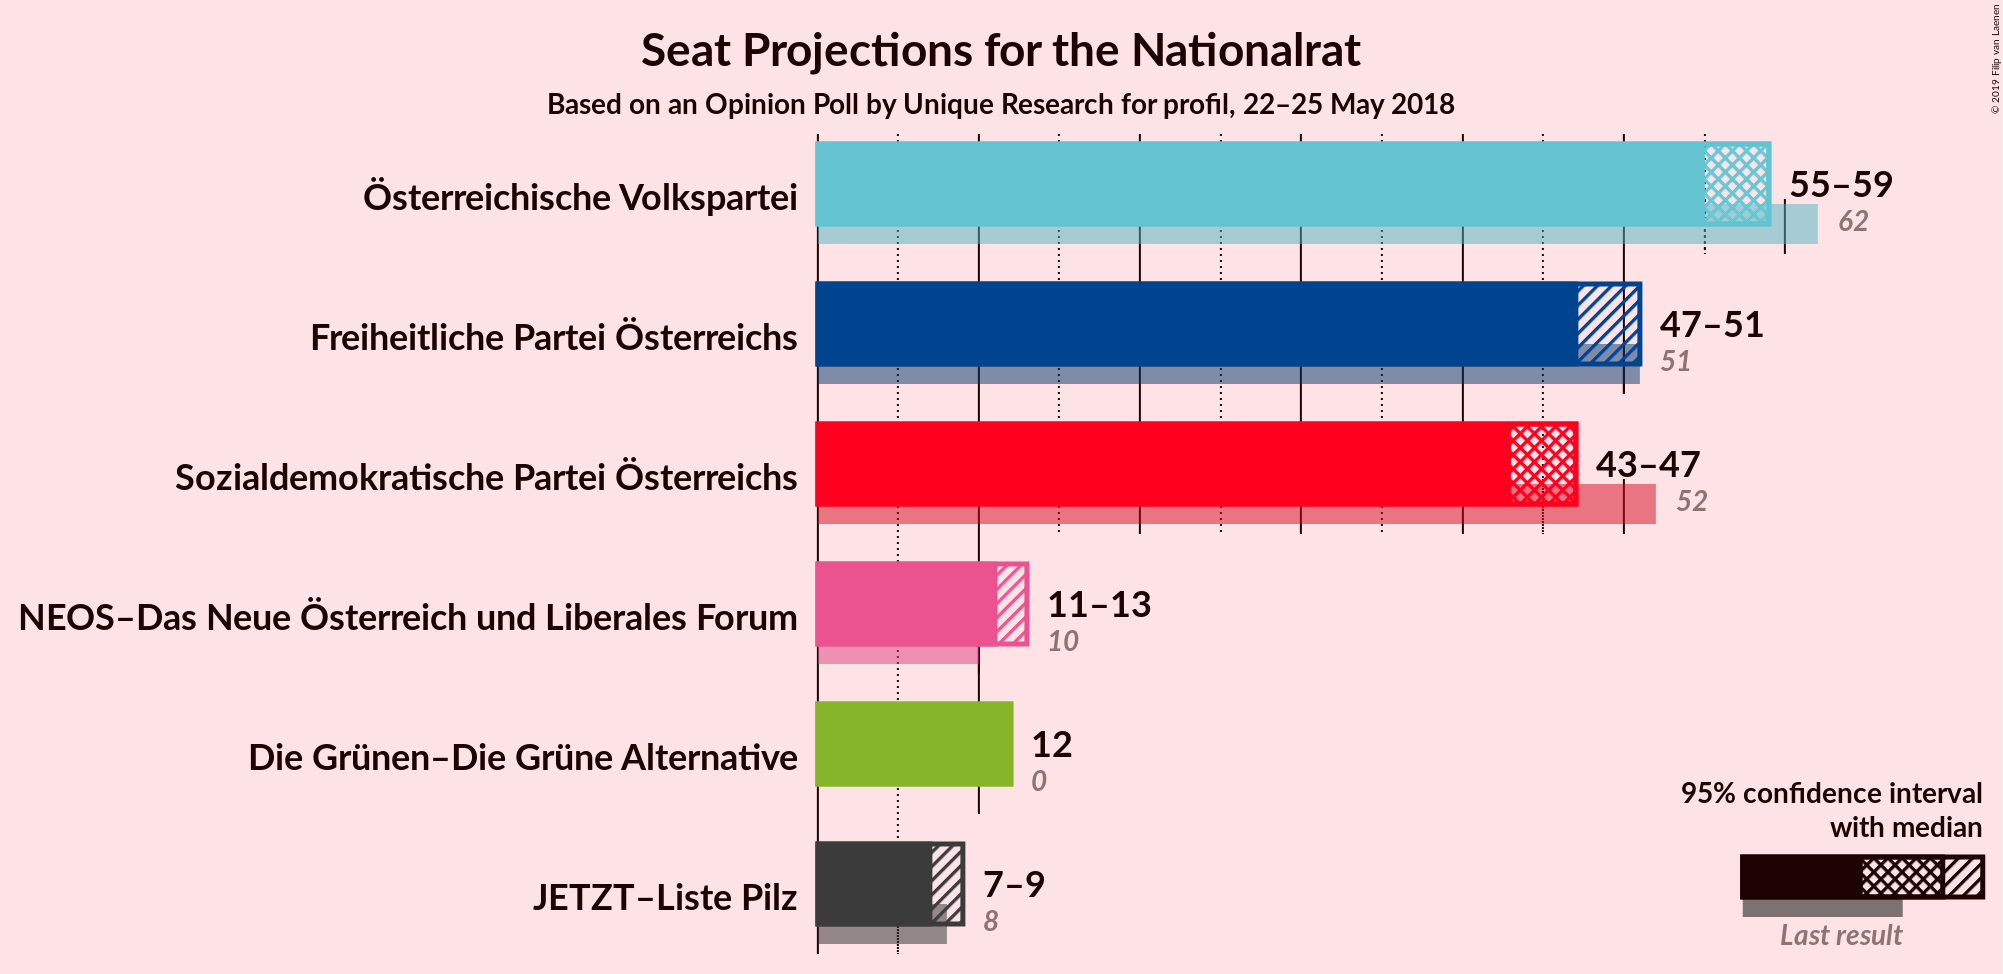 Seat Projections for the Nationalrat
Based on an Opinion Poll by Unique Research for profil, 22–25 May 2018
© 2019 Filip van Laenen
Österreichische Volkspartei
55–59
62
Freiheitliche Partei Österreichs
47–51
51
Sozialdemokratische Partei Österreichs
43–47
52
NEOS–Das Neue Österreich und Liberales Forum
11–13
10
Die Grünen–Die Grüne Alternative
12
0
JETZT–Liste Pilz
7–9
8
95% confidence interval
with median
Last result